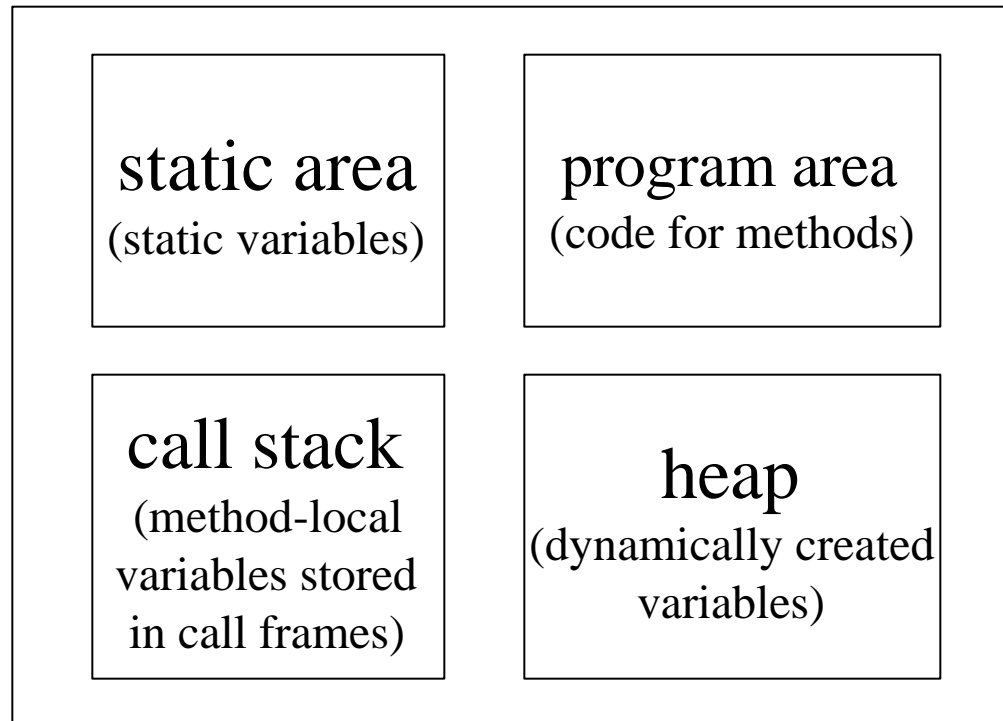 static area
(static variables)
program area
(code for methods)
call stack
(method-local
variables stored
in call frames)
heap
(dynamically created
variables)